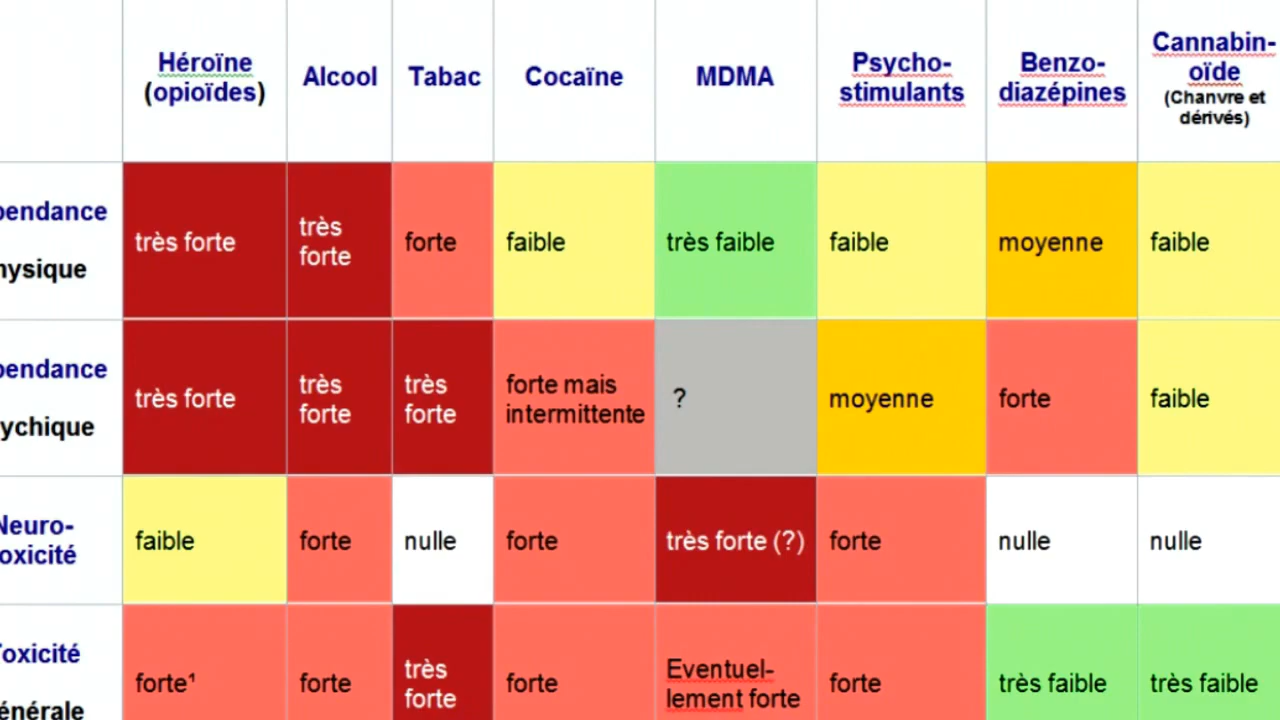 Héroïne
(opioïdes)
Alcool
Tabac
Cocaïne
MDMA
Psycho-
stimulants
Benzo-
diazépines
Cannabin-
oïde
(Chanvre et
dérivés)
pendance
hysique
très forte
très
forte
forte
faible
très faible
faible
moyenne
faible
pendance
ychique
très forte
très
forte
très
forte
forte mais
intermittente
?
moyenne
forte
faible
Neuro-
oxicité
faible
forte
nulle
forte
très forte (?)
forte
nulle
nulle
oxicité
énérale
forte¹
forte
très
forte
forte
Eventuel-
lement forte
forte
très faible
très faible